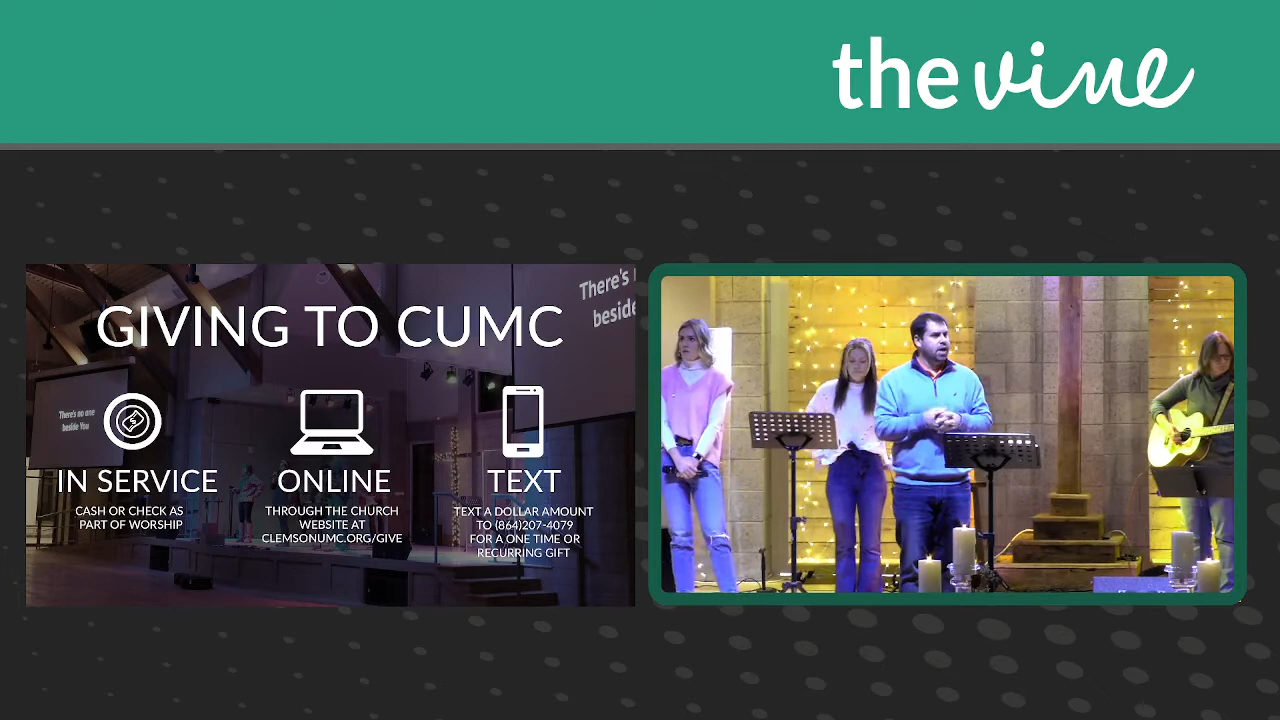 the vine
There's
beside
GIVING TO CUMC
There's no one
beside You
IN SERVICE
CASH OR CHECK AS
PART OF WORSHIP
ONLINE
THROUGH THE CHURCH
WEBSITE AT
CLEMSONUMC.ORG/GIVE
TEXT
TEXT A DOLLAR AMOUNT
TO (864)207-4079
FOR A ONE TIME OR
RECURRING GIFT